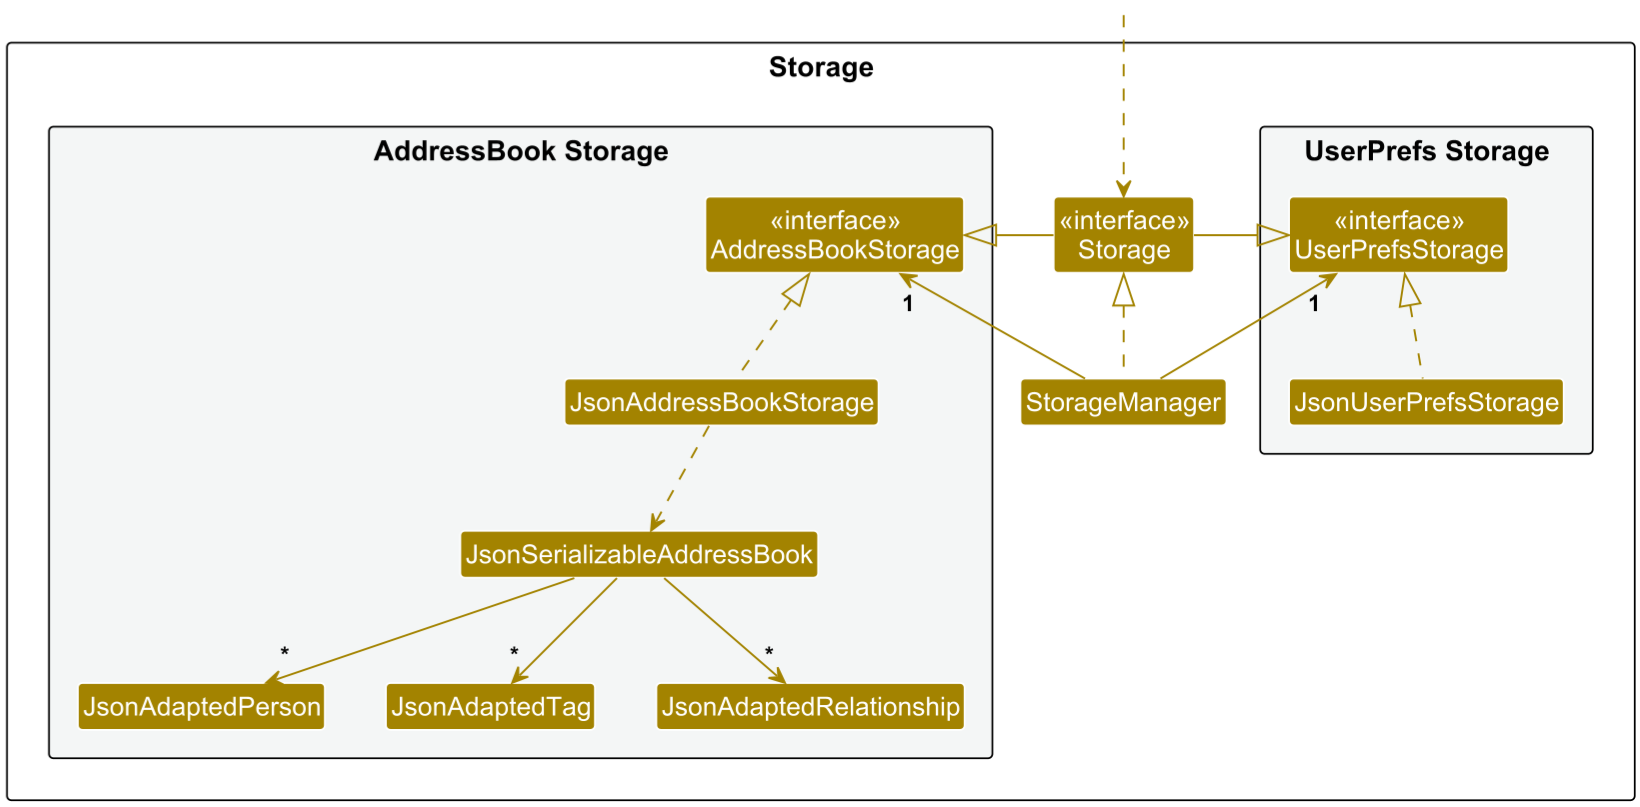 Storage
AddressBook Storage
UserPrefs Storage
«interface»
AddressBookStorage
«interface»
Storage
«interface»
UserPrefsStorage
1
1
JsonAddressBookStorage
StorageManager
JsonUserPrefsStorage
JsonSerializableAddressBook
*
*
*
JsonAdaptedPerson
JsonAdaptedTag
JsonAdaptedRelationship